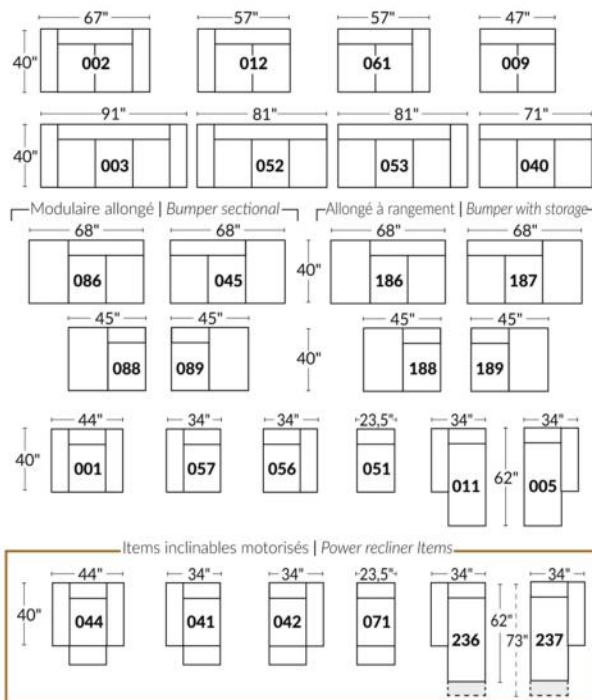 67" 57" 57" 47"
40" 002 012 061 009
91" 81" 81" 71"
40" 003 052 053 040
Modulaire allongé | Bumper sectional Allongé à rangement | Bumper with storage
68" 68" 68" 68"
086 045 40" 186 187
45" 45" 45" 45"
088 089 40" 188 189
44" 34" 34" 23,5" 34" 34"
40" 001 057 056 051 011 62" 005
Items inclinables motorisés | Power recliner Items
44" 34" 34" 23,5" 34" 34"
40" 044 041 042 071 236 62" 73" 237